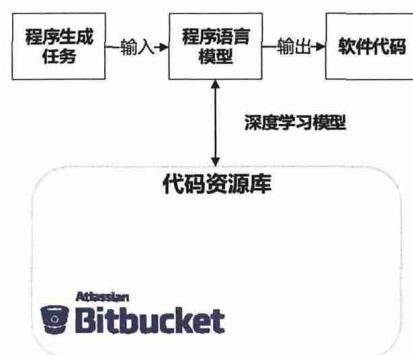 程序生成
任务
输入
程序语言
模型
输出
软件代码
深度学习模型
代码资源库
Atlassian
Bitbucket